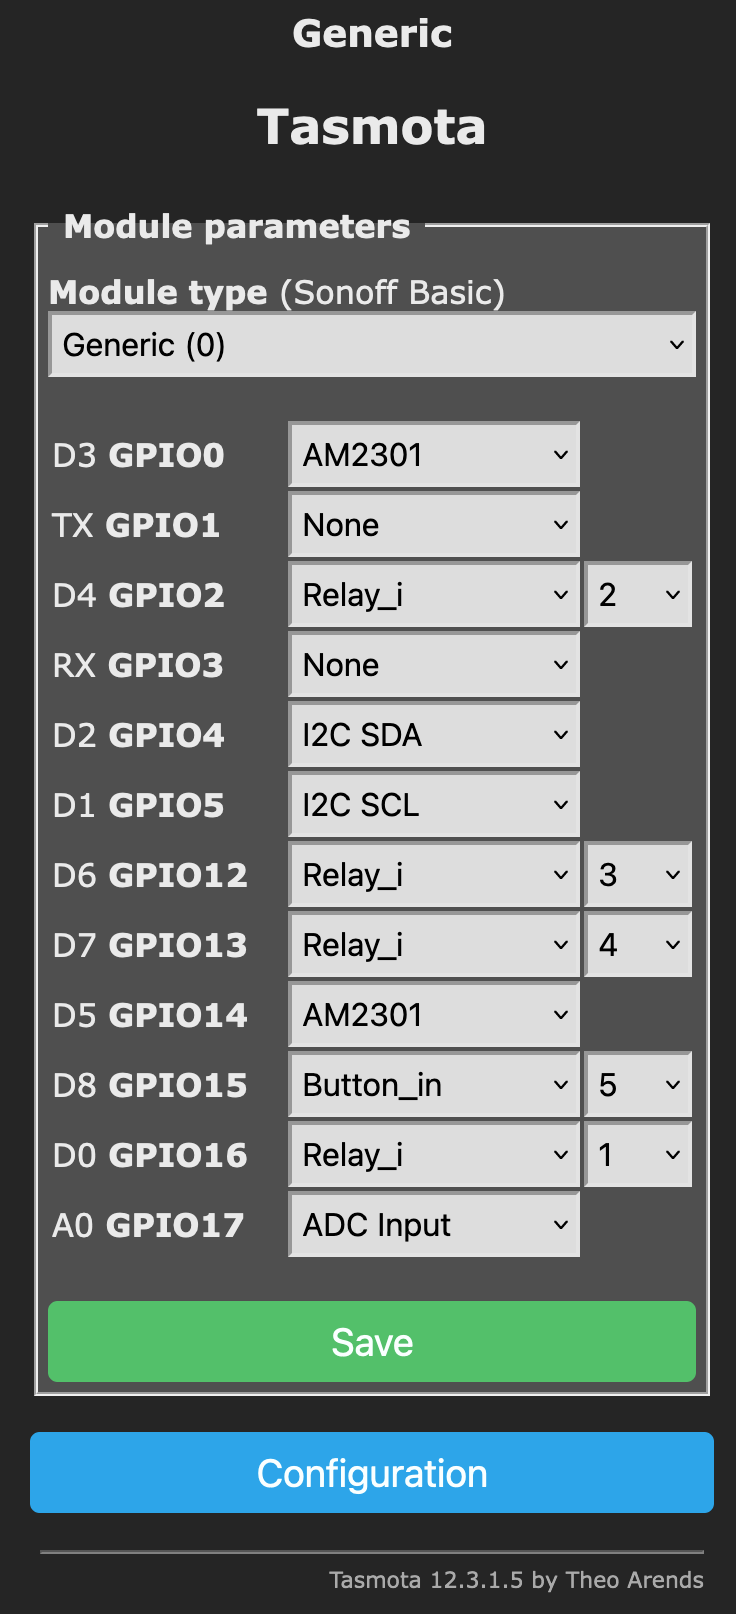 Generic
Tasmota
Module parameters
Module type (Sonoff Basic)
Generic (0)
D3 GPIO0 AM2301
TX GPIO1 None
D4 GPIO2 Relay_i 2
RX GPIO3 None
D2 GPIO4 I2C SDA
D1 GPIO5 I2C SCL
D6 GPIO12 Relay_i 3
D7 GPIO13 Relay_i 4
D5 GPIO14 AM2301
D8 GPIO15 Button_in 5
D0 GPIO16 Relay_i 1
A0 GPIO17 ADC Input
Save
Configuration
Tasmota 12.3.1.5 by Theo Arends